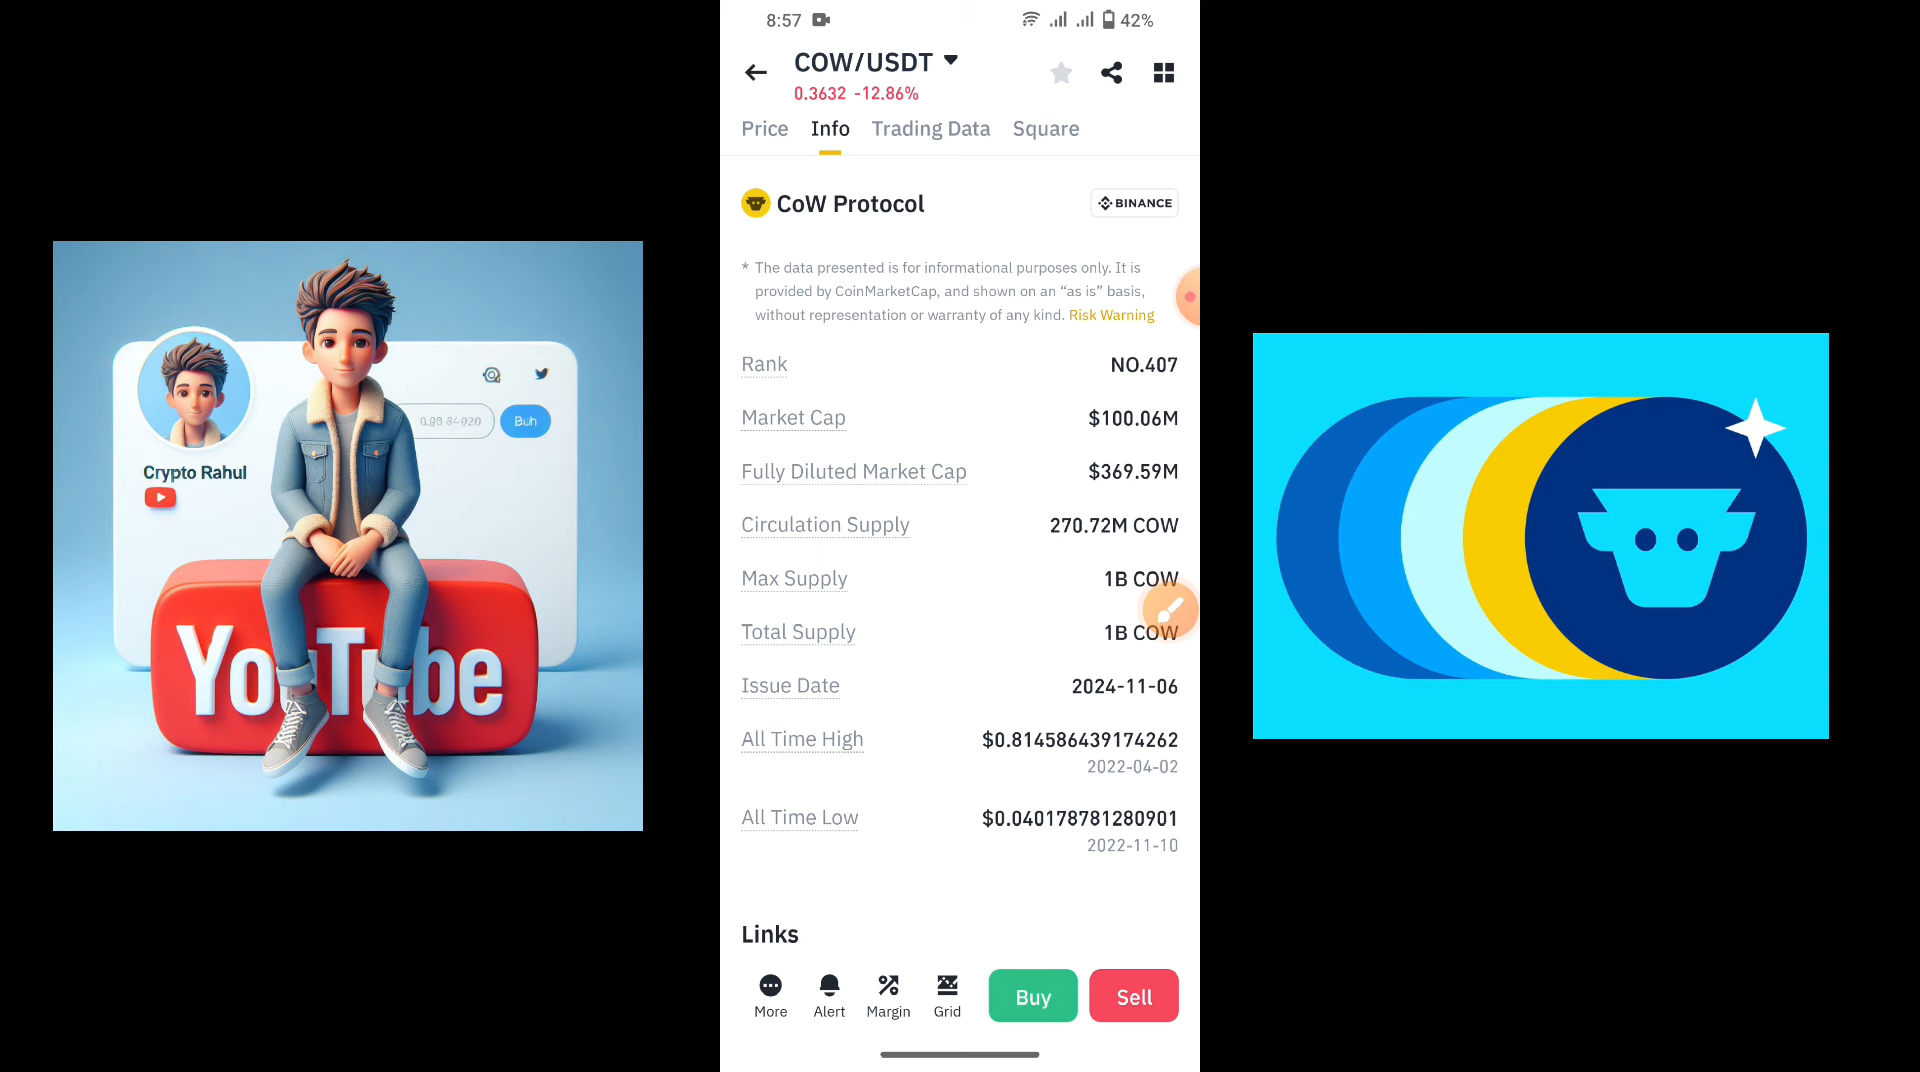 8:57
42%
COW/USDT
0.3632 -12.86%
Price Info Trading Data Square
CoW Protocol
BINANCE
* The data presented is for informational purposes only. It is
provided by CoinMarketCap, and shown on an “as is” basis,
without representation or warranty of any kind. Risk Warning
Rank NO.407
Market Cap $100.06M
Fully Diluted Market Cap $369.59M
Circulation Supply 270.72M COW
Max Supply 1B COW
Total Supply 1B COW
Issue Date 2024-11-06
All Time High $0.814586439174262
2022-04-02
All Time Low $0.040178781280901
2022-11-10
Links
More Alert Margin Grid Buy Sell
Crypto Rahul
Buh
YouTube